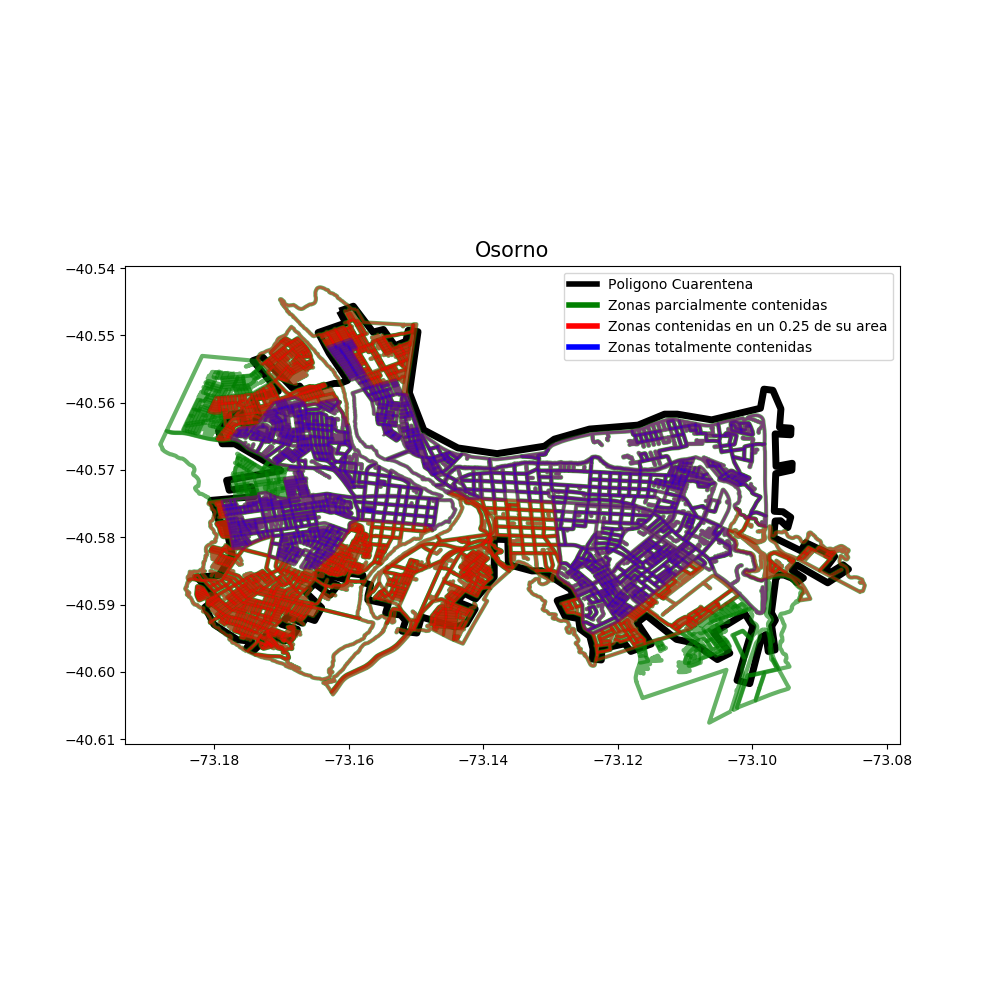 Osorno
Poligono Cuarentena
Zonas parcialmente contenidas
Zonas contenidas en un 0.25 de su area
Zonas totalmente contenidas
−40.54
−40.55
−40.56
−40.57
−40.58
−40.59
−40.60
−40.61
−73.18 −73.16 −73.14 −73.12 −73.10 −73.08